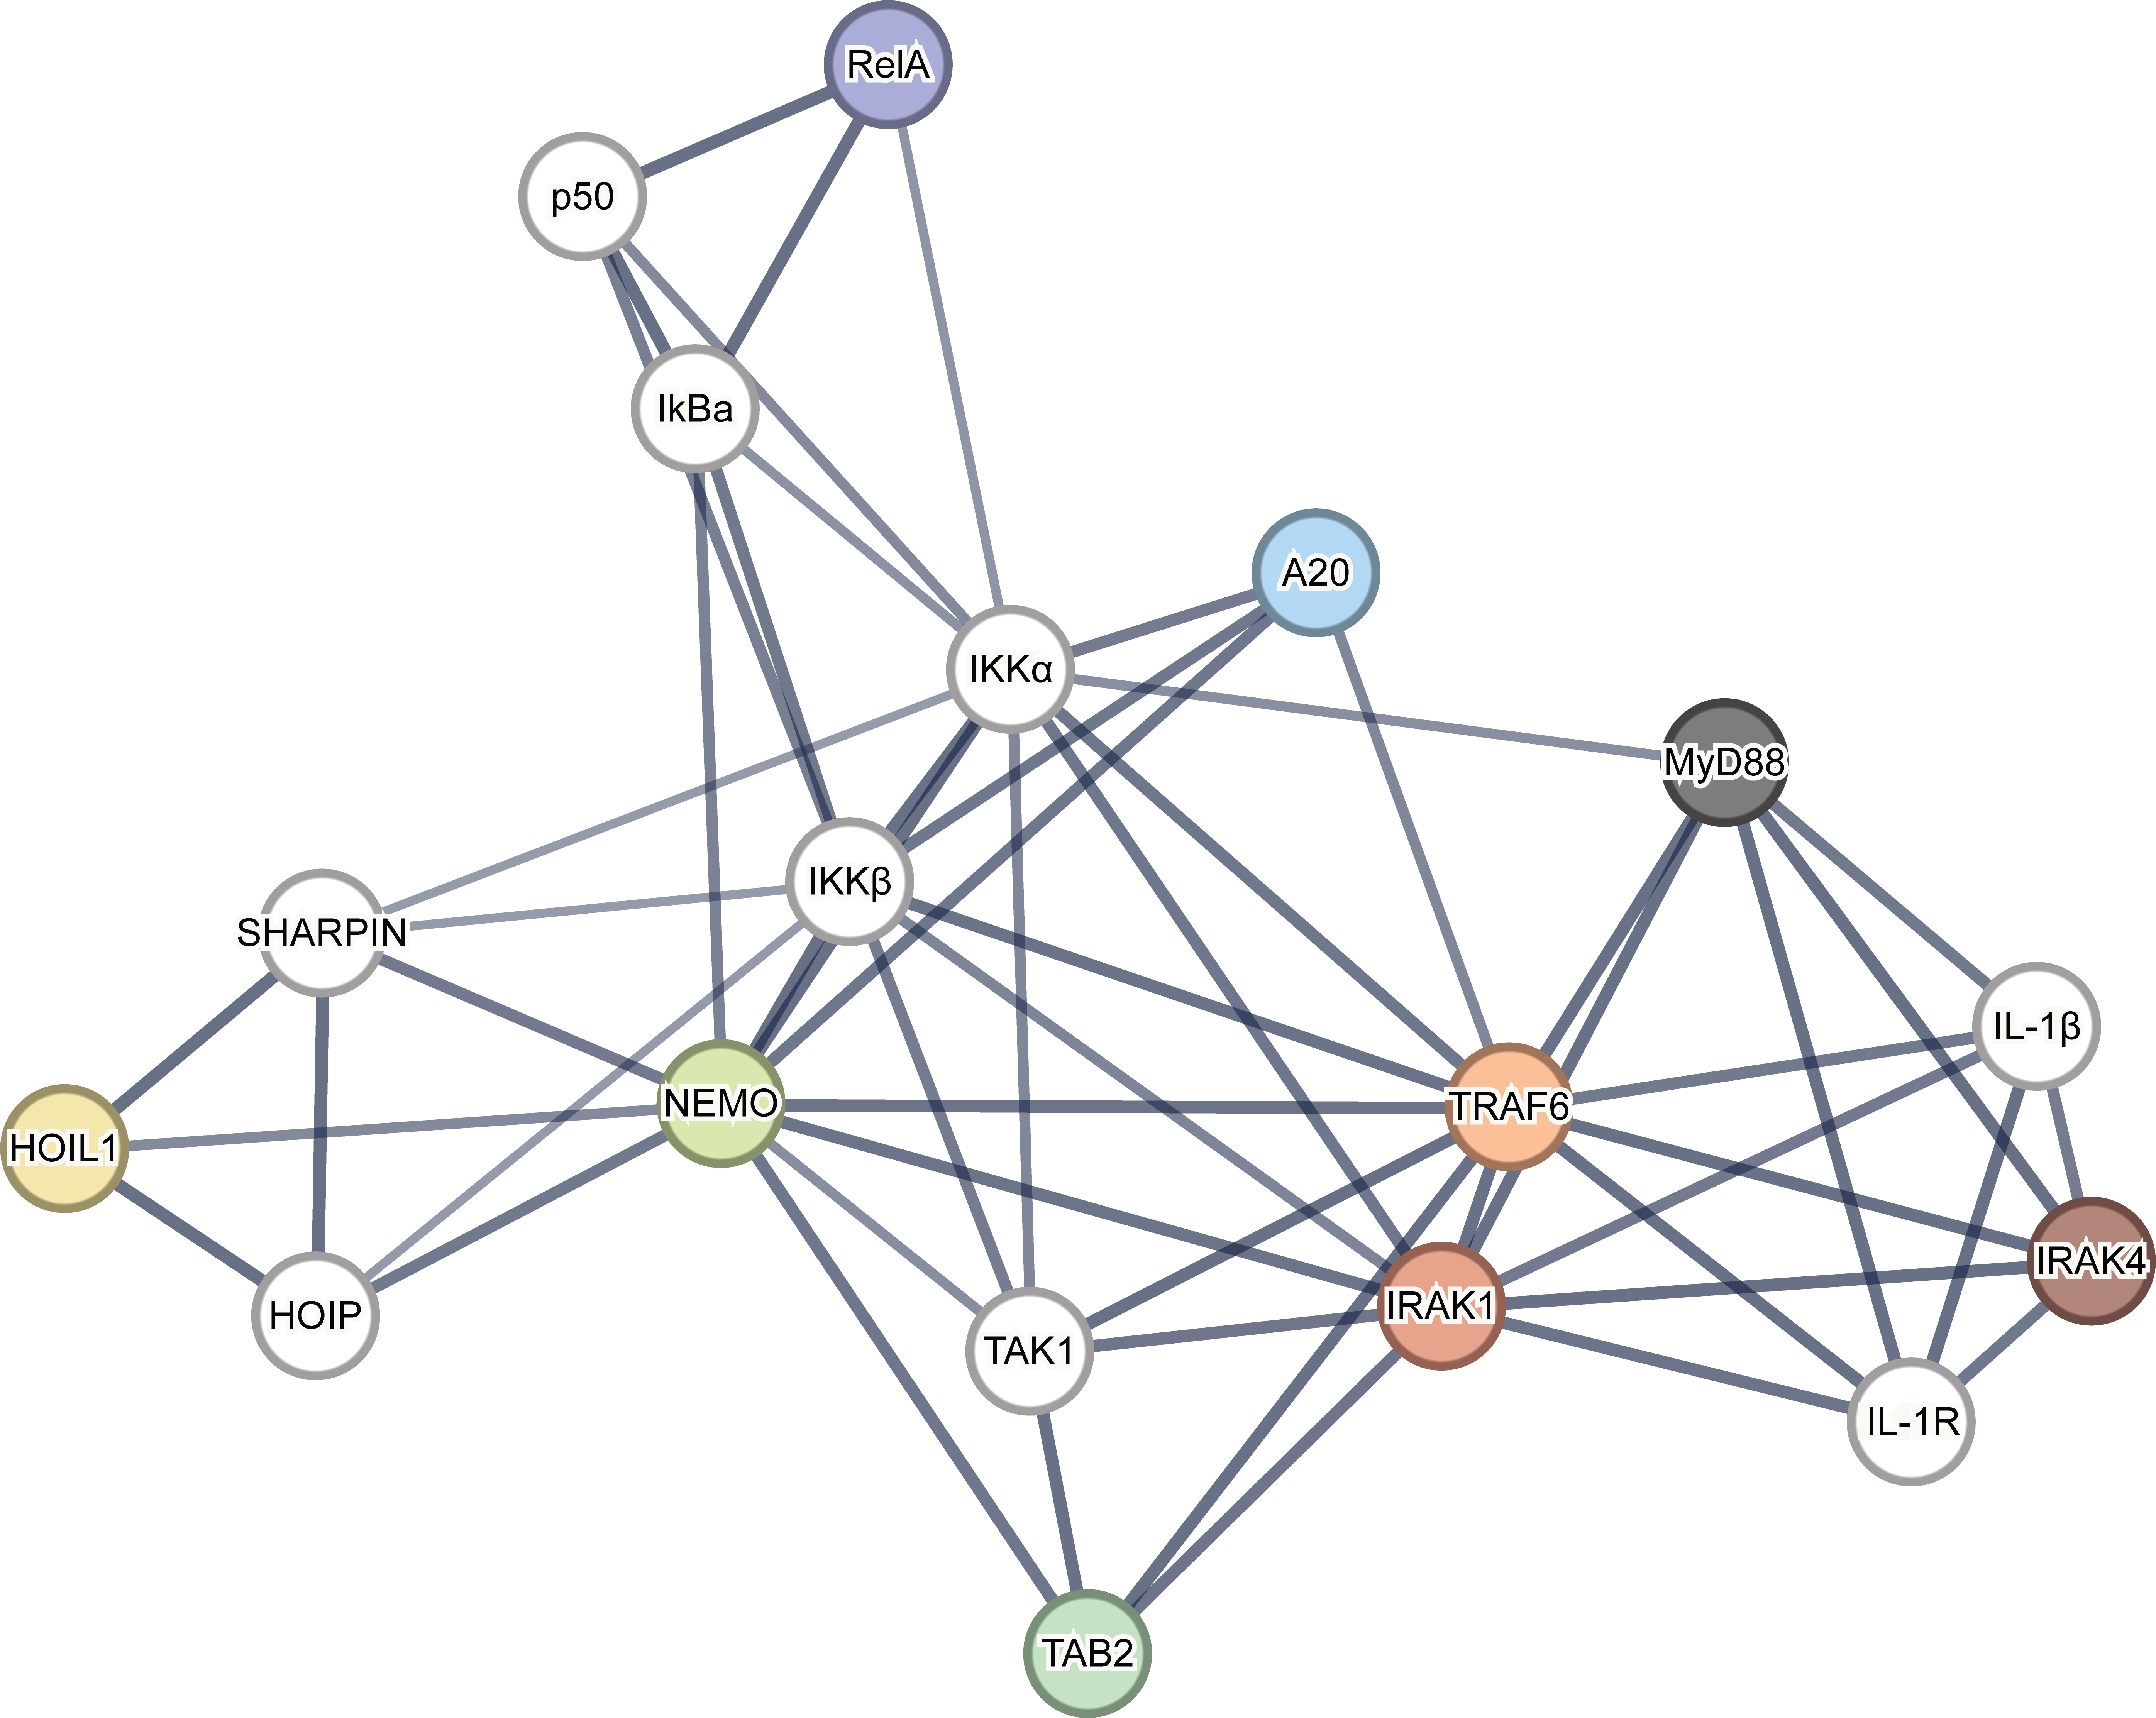 RelA
p50
IkBa
A20
IKKα
MyD88
IKKβ
SHARPIN
IL-1β
NEMO
TRAF6
HOIL1
IRAK4
IRAK1
HOIP
TAK1
IL-1R
TAB2